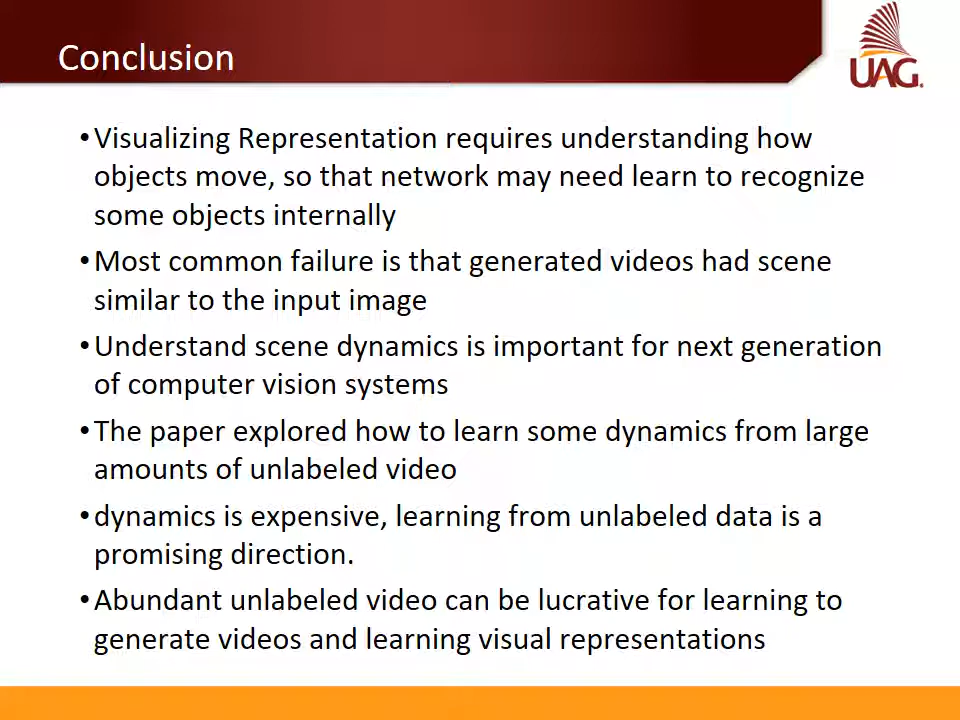 Conclusion
UAG
•Visualizing Representation requires understanding how
objects move, so that network may need learn to recognize
some objects internally
•Most common failure is that generated videos had scene
similar to the input image
•Understand scene dynamics is important for next generation
of computer vision systems
•The paper explored how to learn some dynamics from large
amounts of unlabeled video
•dynamics is expensive, learning from unlabeled data is a
promising direction.
•Abundant unlabeled video can be lucrative for learning to
generate videos and learning visual representations